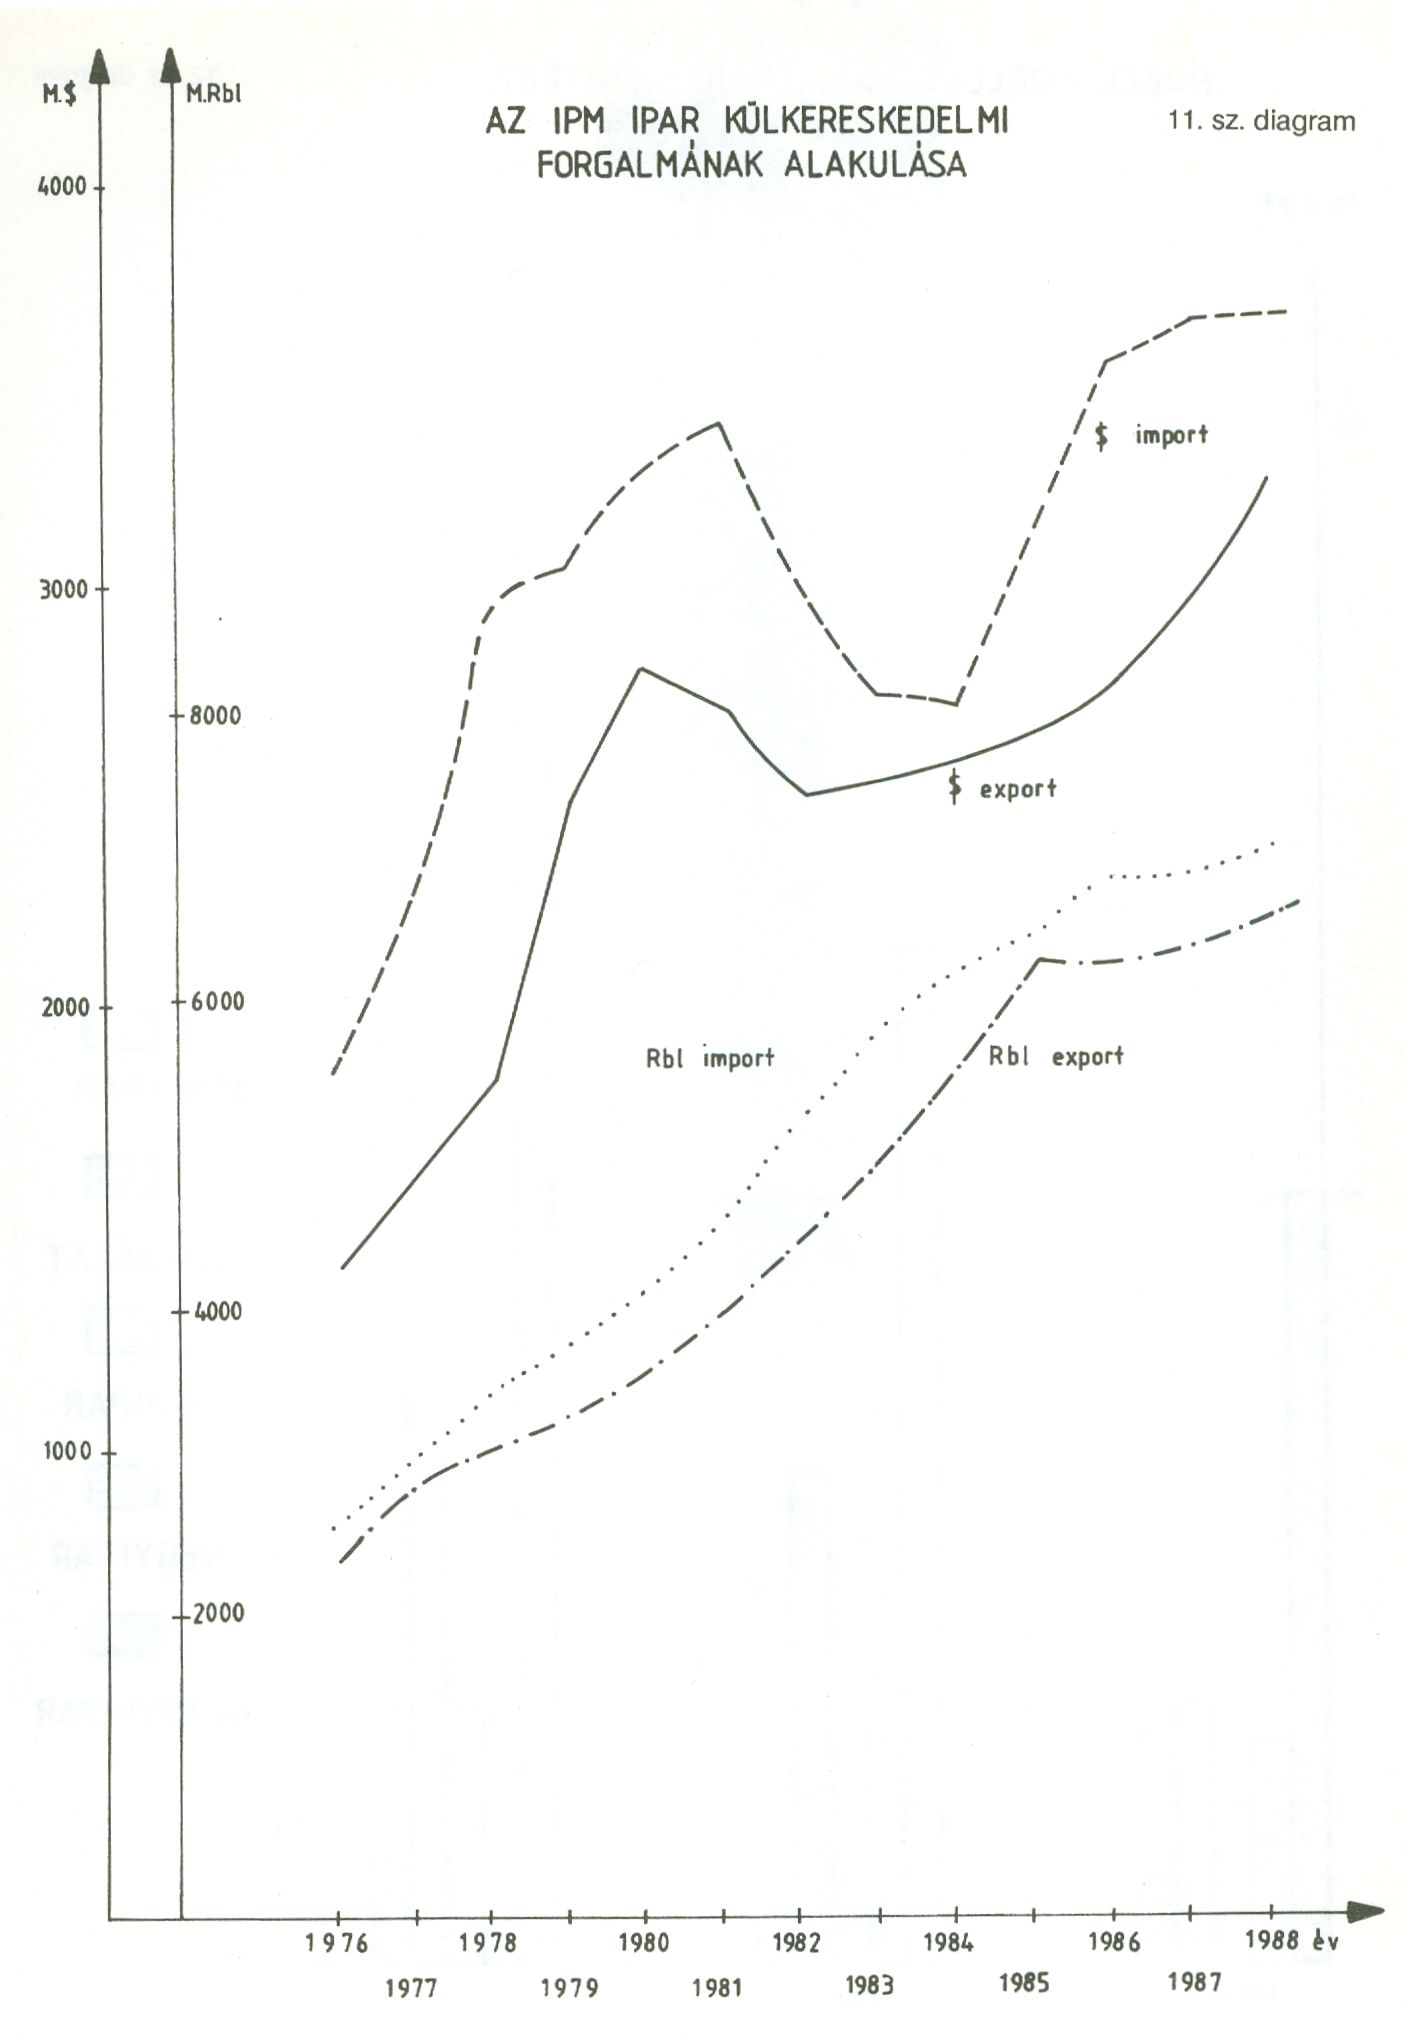 M.$
M.Rbl
AZ IPM IPAR KÜLKERESKEDELMI
FORGALMÁNAK ALAKULÁSA
11. sz. diagram
4000
3000
2000
1000
8000
6000
4000
2000
$ import
$ export
Rbl import
Rbl export
1976
1977
1978
1979
1980
1981
1982
1983
1984
1985
1986
1987
1988 év